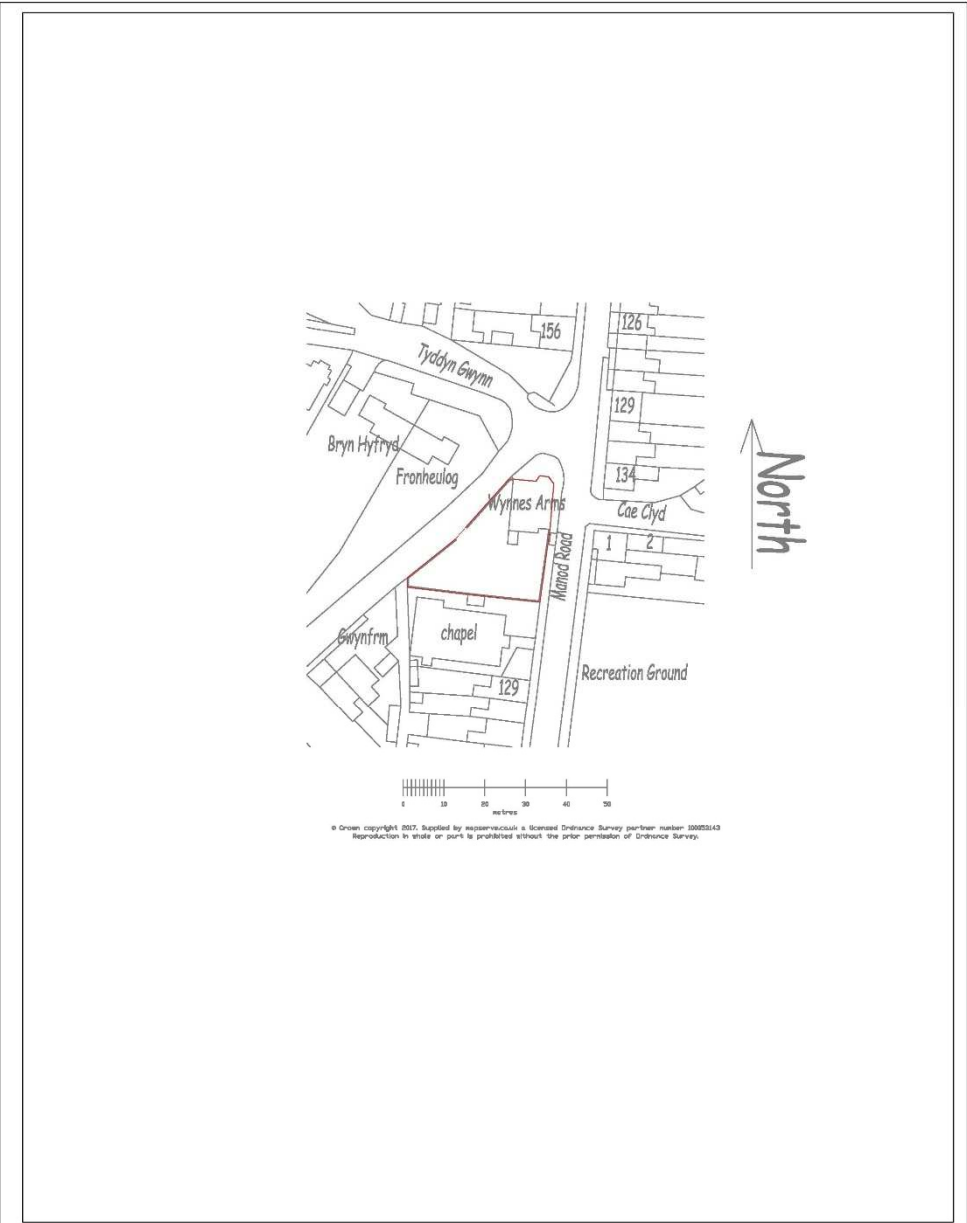 156
126
Tyddyn Gwynn
129
Bryn Hyfryd
Fronheulog
134
Wynnes Arms
Cae Clyd
North
1
2
Manod Road
Gwynfrm
chapel
Recreation Ground
129
0 10 20 30 40 50
metres
© Crown copyright 2017. Supplied by mapserve.co.uk a licensed Ordnance Survey partner number 100053143
Reproduction in whole or part is prohibited without the prior permission of Ordnance Survey.